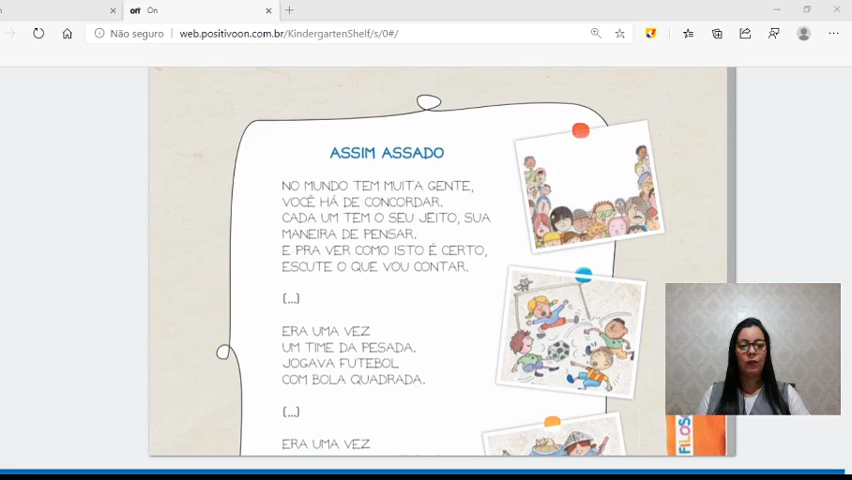 On
Não seguro
web.positivoon.com.br/KindergartenShelf/s/0#/
ASSIM ASSADO
NO MUNDO TEM MUITA GENTE,
VOCÊ HÁ DE CONCORDAR.
CADA UM TEM O SEU JEITO, SUA
MANEIRA DE PENSAR.
E PRA VER COMO ISTO É CERTO,
ESCUTE O QUE VOU CONTAR.
(...)
ERA UMA VEZ
UM TIME DA PESADA.
JOGAVA FUTEBOL
COM BOLA QUADRADA.
(...)
ERA UMA VEZ